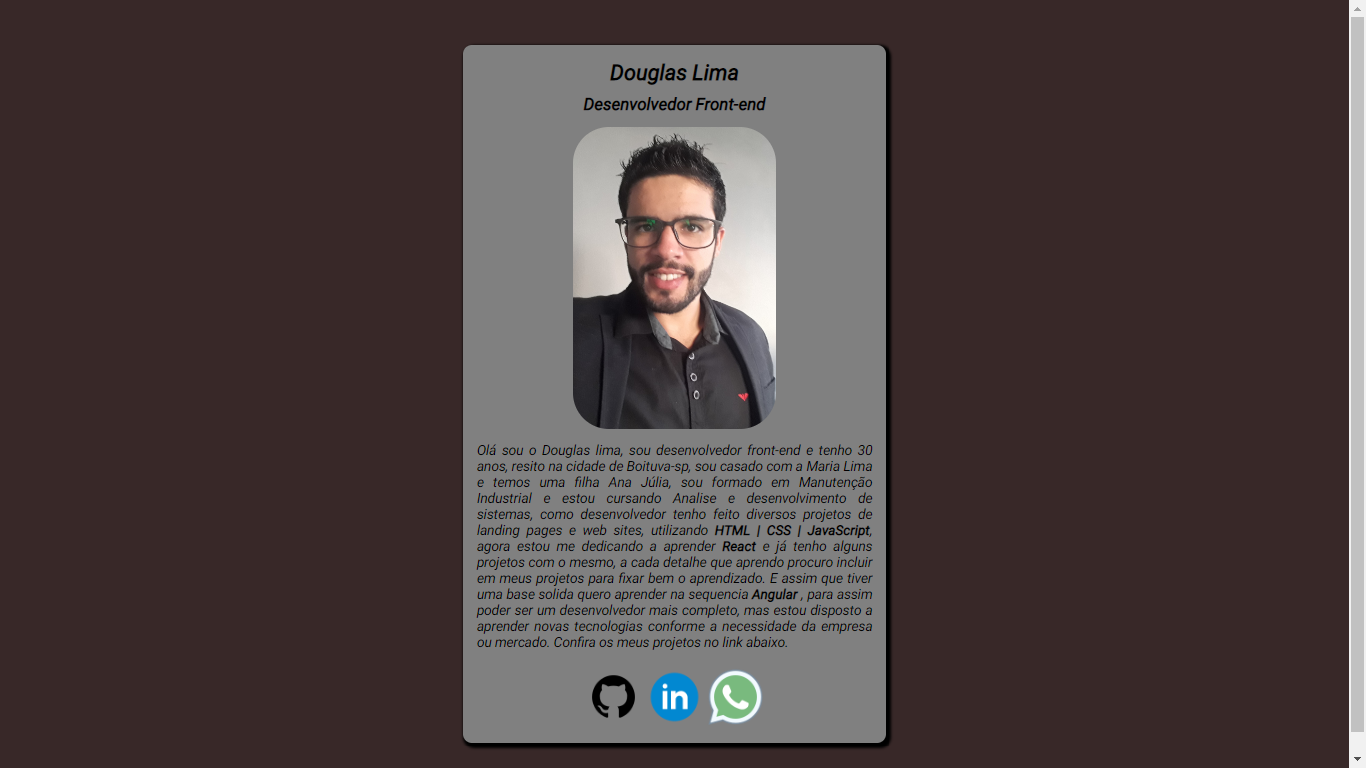 Douglas Lima
Desenvolvedor Front-end
Olá sou o Douglas lima, sou desenvolvedor front-end e tenho 30
anos, resito na cidade de Boituva-sp, sou casado com a Maria Lima
e temos uma filha Ana Júlia, sou formado em Manutenção
Industrial e estou cursando Analise e desenvolvimento de
sistemas, como desenvolvedor tenho feito diversos projetos de
landing pages e web sites, utilizando HTML | CSS | JavaScript,
agora estou me dedicando a aprender React e já tenho alguns
projetos com o mesmo, a cada detalhe que aprendo procuro incluir
em meus projetos para fixar bem o aprendizado. E assim que tiver
uma base solida quero aprender na sequencia Angular , para assim
poder ser um desenvolvedor mais completo, mas estou disposto a
aprender novas tecnologias conforme a necessidade da empresa
ou mercado. Confira os meus projetos no link abaixo.
in